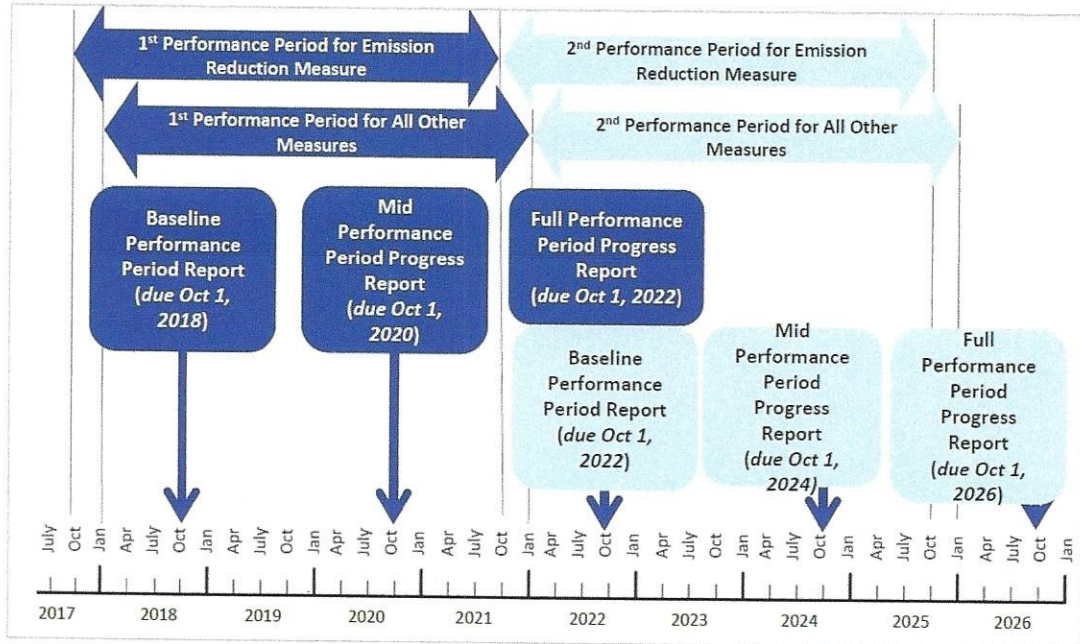 1st Performance Period for Emission
Reduction Measure
2nd Performance Period for Emission
Reduction Measure
1st Performance Period for All Other
Measures
2nd Performance Period for All Other
Measures
Baseline
Performance
Period Report
(due Oct 1,
2018)
Mid
Performance
Period Progress
Report
(due Oct 1,
2020)
Full Performance
Period Progress
Report
(due Oct 1, 2022)
Baseline
Performance
Period Report
(due Oct 1,
2022)
Mid
Performance
Period
Progress
Report
(due Oct 1,
2024)
Full
Performance
Period
Progress
Report
(due Oct 1,
2026)
July Oct Jan Apr July Oct Jan Apr July Oct Jan Apr July Oct Jan Apr July Oct Jan Apr July Oct Jan Apr July Oct Jan Apr July Oct Jan Apr July Oct Jan Apr July Oct Jan
2017 2018 2019 2020 2021 2022 2023 2024 2025 2026